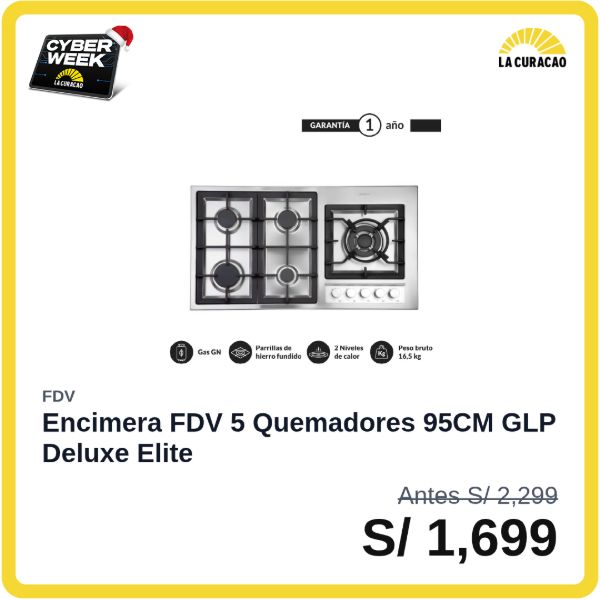 CYBER
WEEK
LA CURACAO
LA CURACAO
GARANTÍA 1 año
Gas GN
Parrillas de
hierro fundido
2 Niveles
de calor
Kg
Peso bruto
16,5 kg
FDV
Encimera FDV 5 Quemadores 95CM GLP
Deluxe Elite
Antes S/ 2,299
S/ 1,699